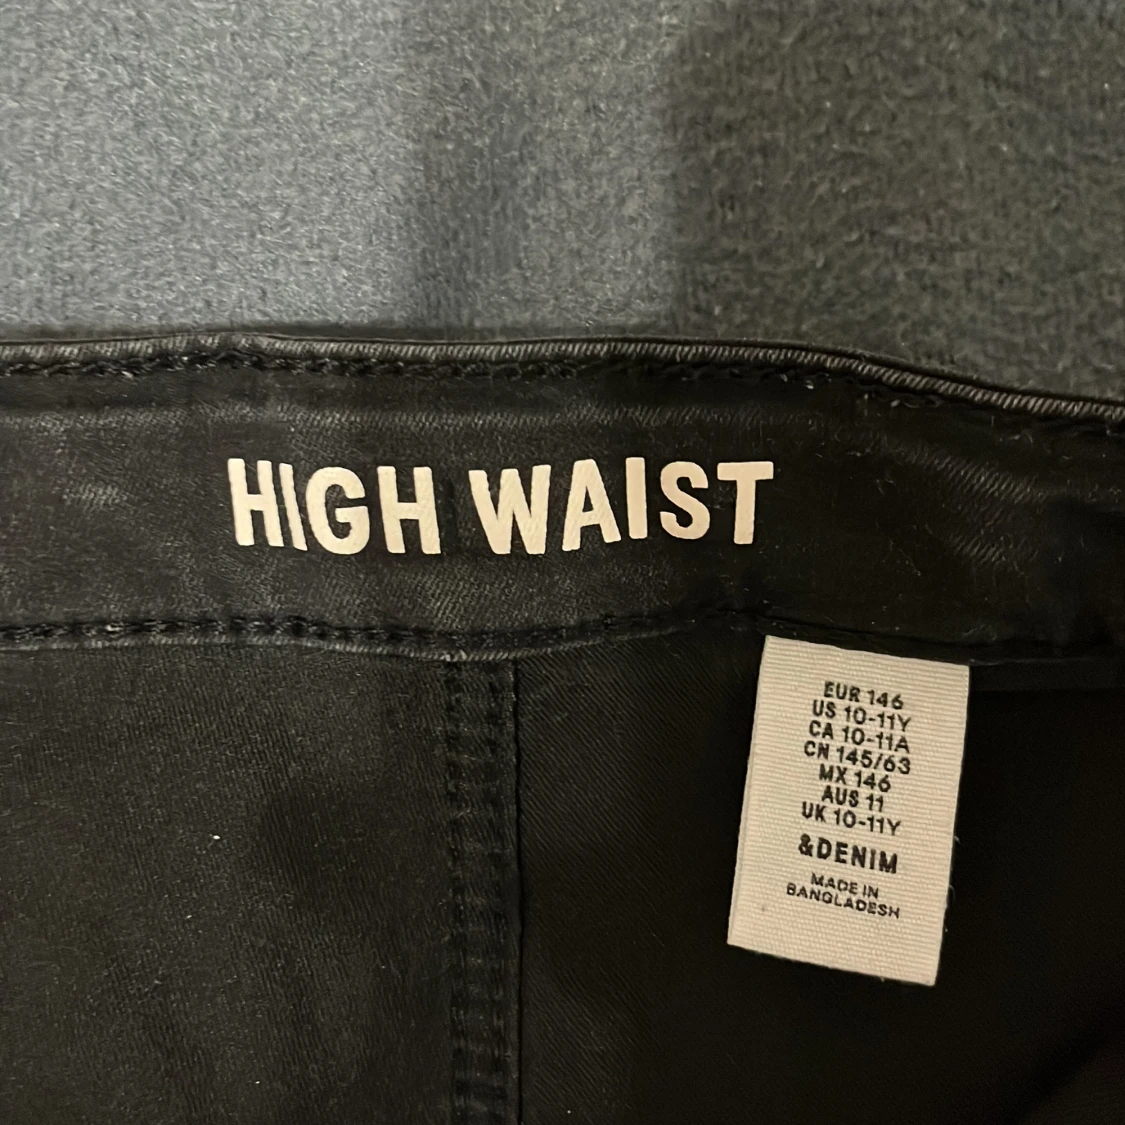 HIGH WAIST
EUR 146
US 10-11Y
CA 10-11A
CN 145/63
MX 146
AUS 11
UK 10-11Y
&DENIM
MADE IN
BANGLADESH